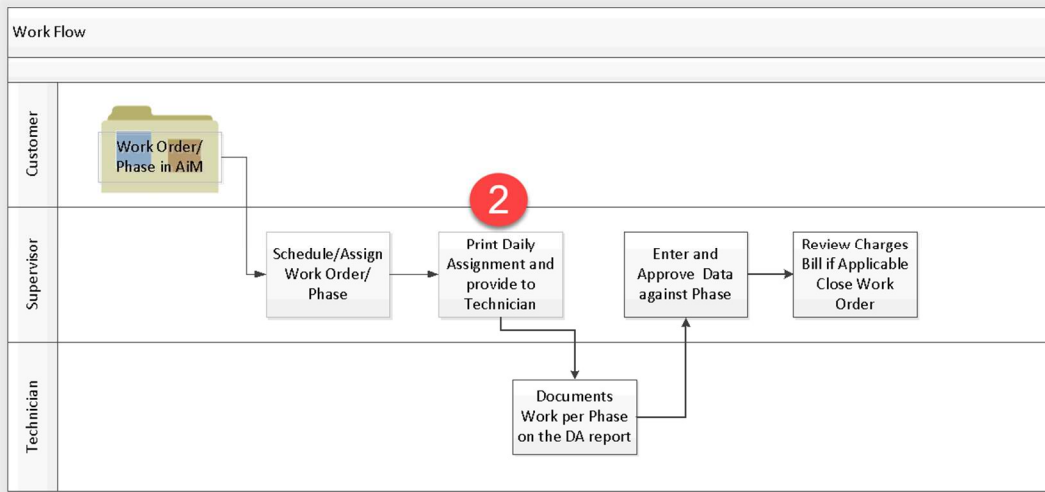 Work Flow
Customer
Work Order/
Phase in AiM
2
Supervisor
Schedule/Assign
Work Order/
Phase
Print Daily
Assignment and
provide to
Technician
Enter and
Approve Data
against Phase
Review Charges
Bill if Applicable
Close Work
Order
Technician
Documents
Work per Phase
on the DA report